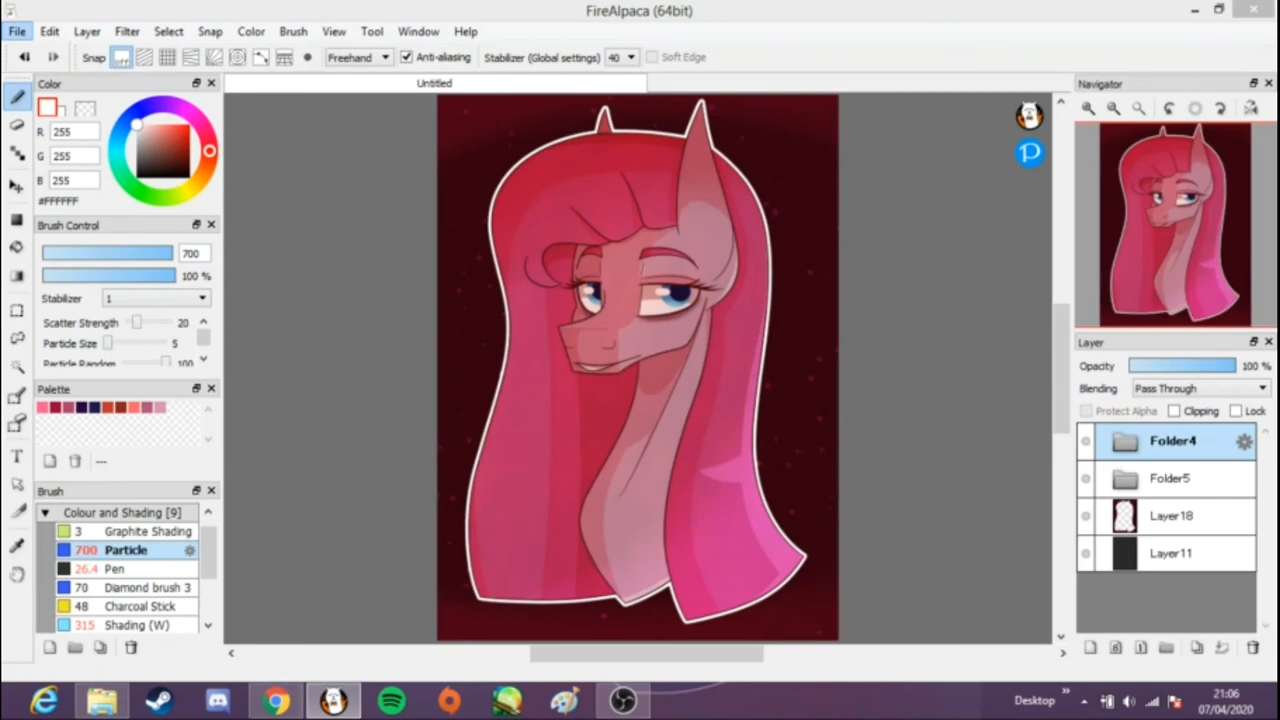 FireAlpaca (64bit)
File Edit Layer Filter Select Snap Color Brush View Tool Window Help
Snap off Freehand Anti-aliasing Stabilizer (Global settings) 40 Soft Edge
Color
Untitled
Navigator
R 255
G 255
B 255
#FFFFFF
Brush Control
700
100 %
Stabilizer 1
Scatter Strength 20
Particle Size 5
Particle Random 100
Layer
Opacity 100 %
Blending Pass Through
Protect Alpha Clipping Lock
Palette
---
Folder4
Folder5
Layer18
Layer11
Brush
Colour and Shading [9]
3 Graphite Shading
700 Particle
26.4 Pen
70 Diamond brush 3
48 Charcoal Stick
315 Shading (W)
Desktop
21:06
07/04/2020